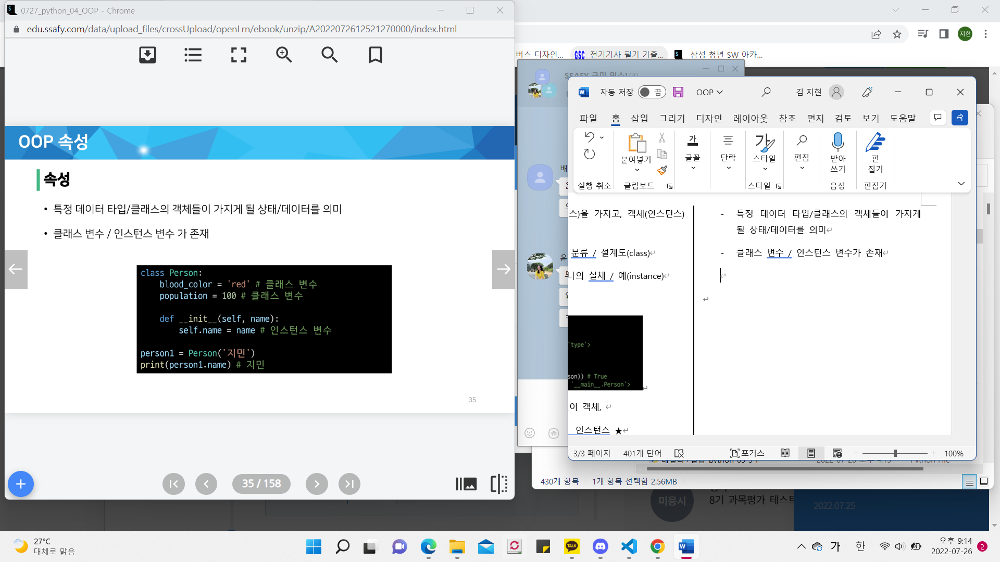 0727_python_04_OOP - Chrome
edu.ssafy.com/data/upload_files/crossUpload/openLrn/ebook/unzip/A2022072612521270000/index.html
OOP 속성
속성
• 특정 데이터 타입/클래스의 객체들이 가지게 될 상태/데이터를 의미
• 클래스 변수 / 인스턴스 변수 가 존재
class Person:
    blood_color = 'red' # 클래스 변수
    population = 100 # 클래스 변수
    def __init__(self, name):
        self.name = name # 인스턴스 변수
person1 = Person('지민')
print(person1.name) # 지민
35
35 / 158
지현
버스 디자인...
GSC 전기기사 필기 기출...
삼성 청년 SW 아카...
배
윤
자동 저장 끔
OOP
김 지현
파일 홈 삽입 그리기 디자인 레이아웃 참조 편지 검토 보기 도움말
붙여넣기
가
글꼴
단락
가
스타일
편집
받아
쓰기
편
집기
실행 취소
클립보드
스타일
음성
편집기
스)을 가지고, 객체(인스턴스)
분류 / 설계도(class)
나의 실체 / 예(instance)
'type'>
son)) # True
'__main__.Person'>
이 객체,
인스턴스 ★
- 특정 데이터 타입/클래스의 객체들이 가지게
될 상태/데이터를 의미
- 클래스 변수 / 인스턴스 변수가 존재
3/3 페이지
401개 단어
포커스
100%
430개 항목
1개 항목 선택함 2.56MB
미응시
8기_과목평가_테스트
2022.07.25
27°C
대체로 맑음
TALK
가
한
오후 9:14
2022-07-26
2